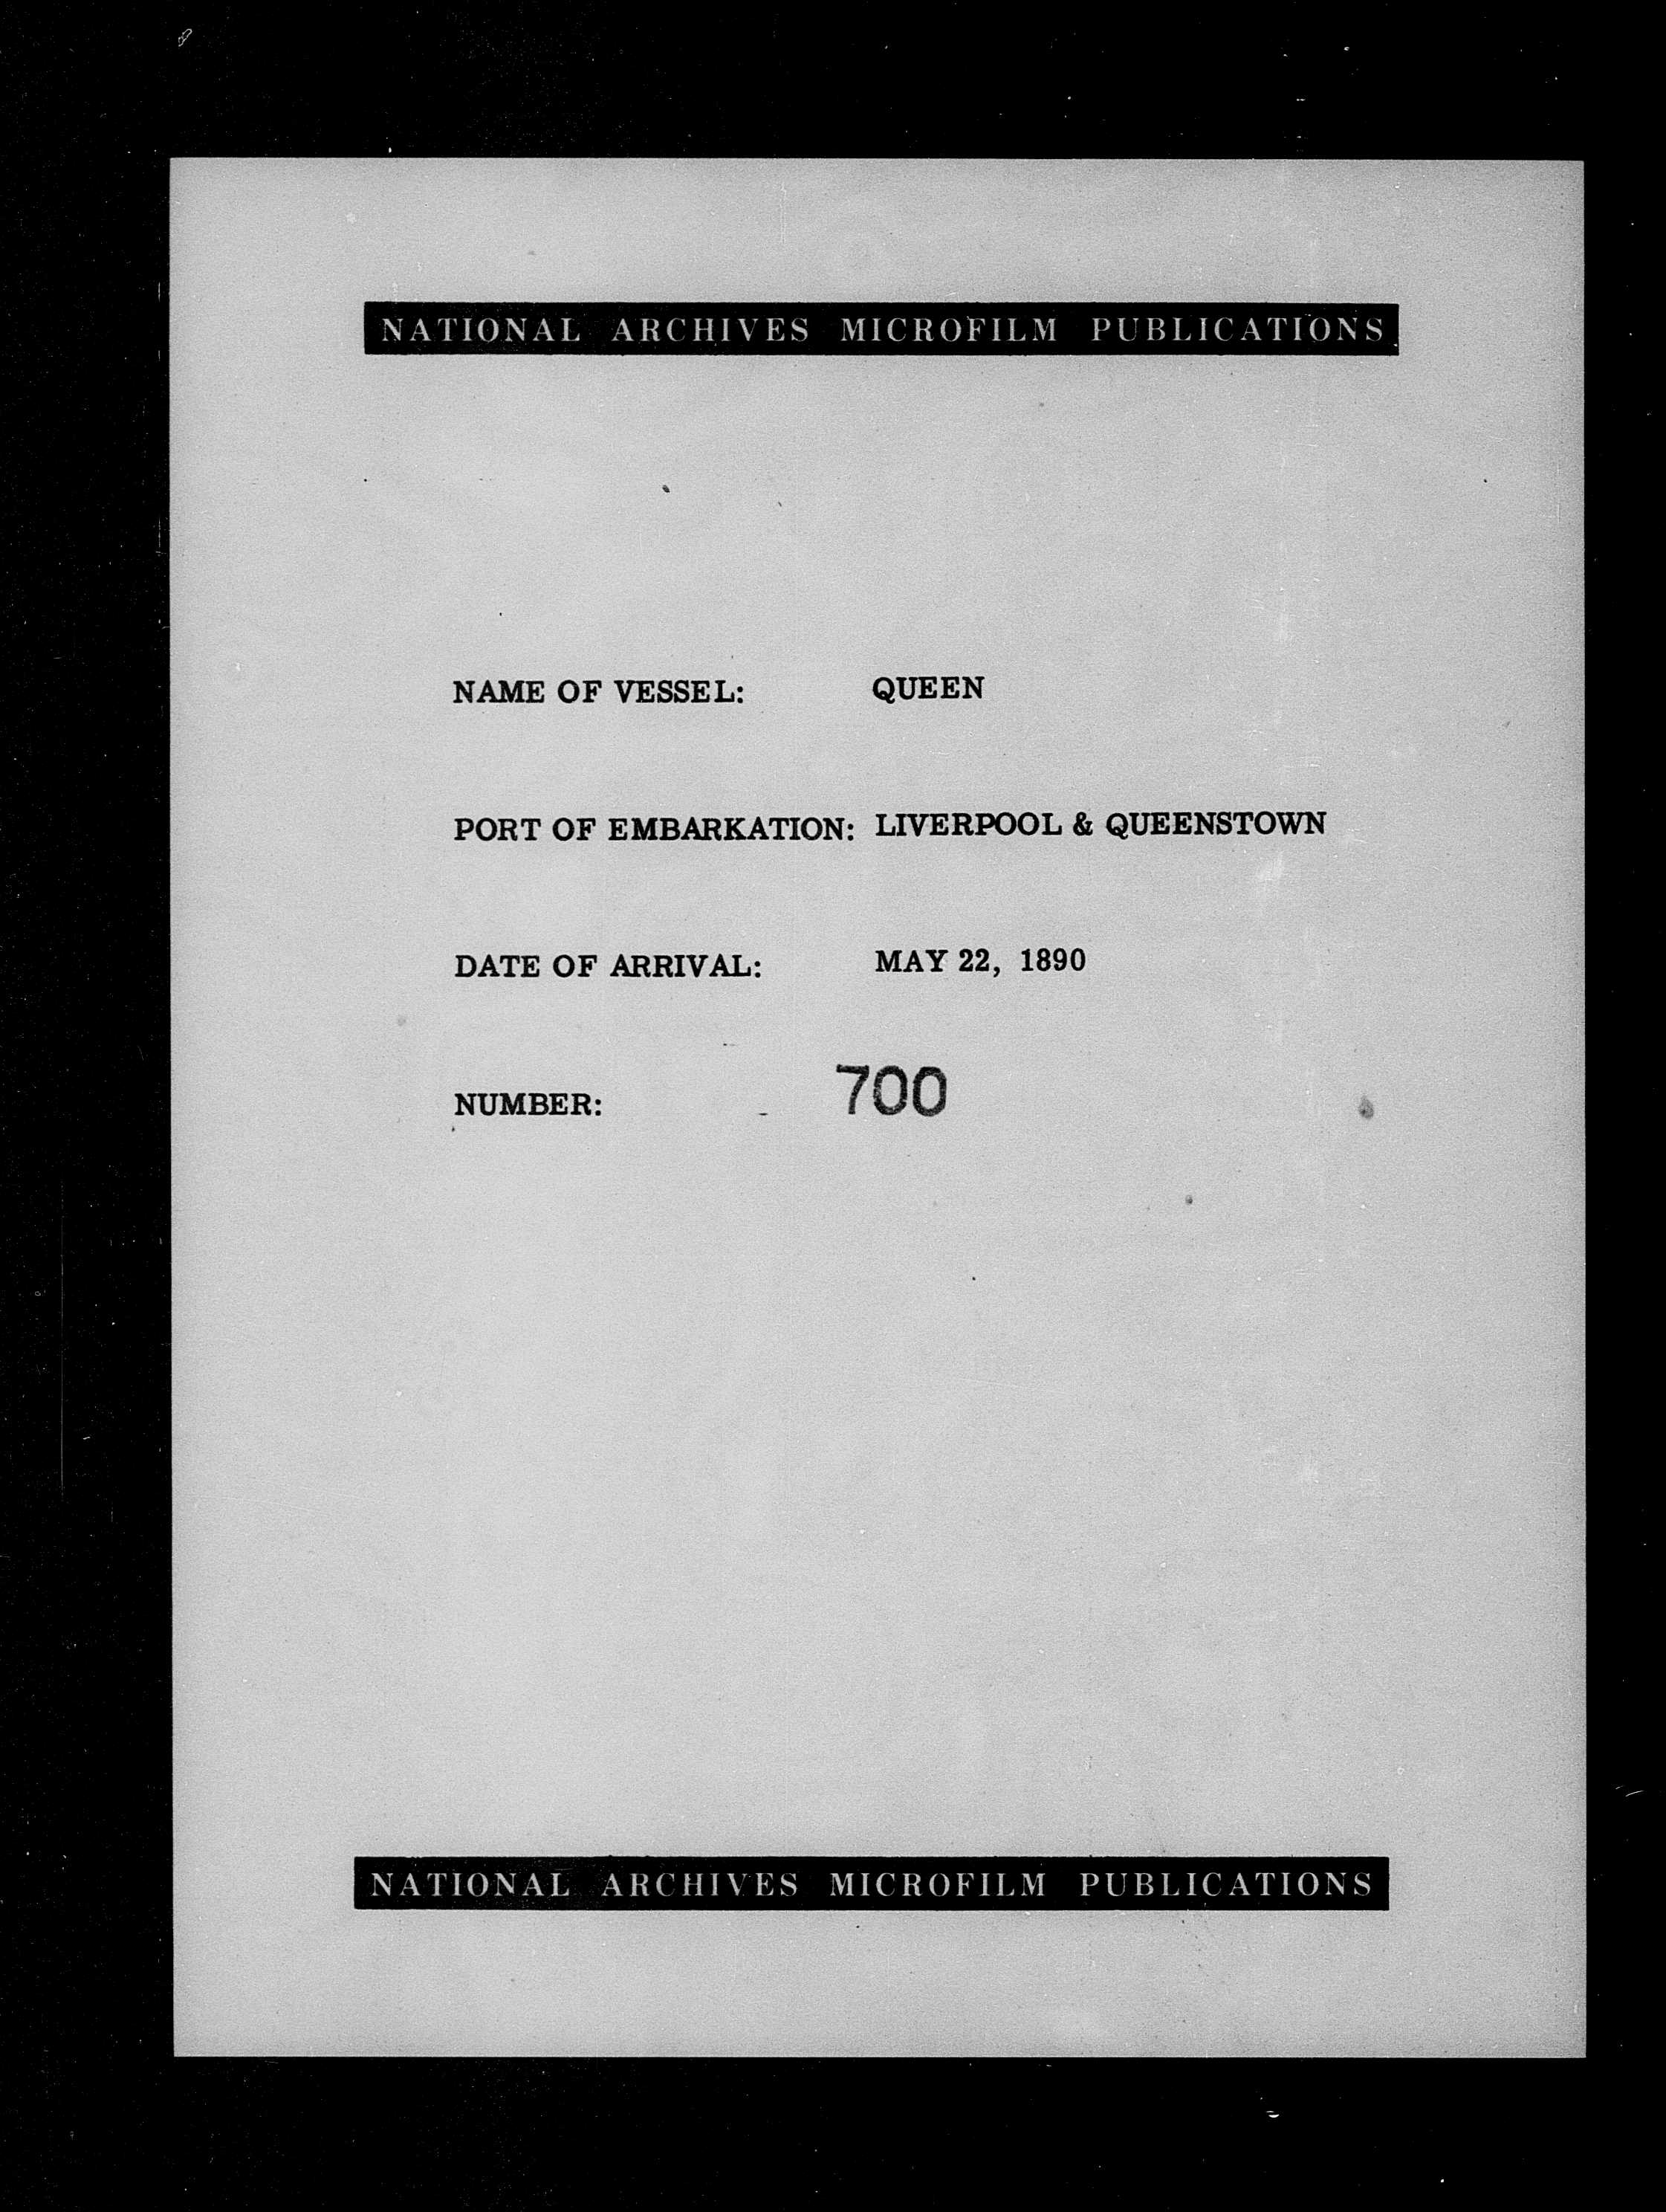 NATIONAL ARCHIVES MICROFILM PUBLICATIONS
NAME OF VESSEL: QUEEN
PORT OF EMBARKATION: LIVERPOOL & QUEENSTOWN
DATE OF ARRIVAL: MAY 22, 1890
NUMBER: 700
NATIONAL ARCHIVES MICROFILM PUBLICATIONS